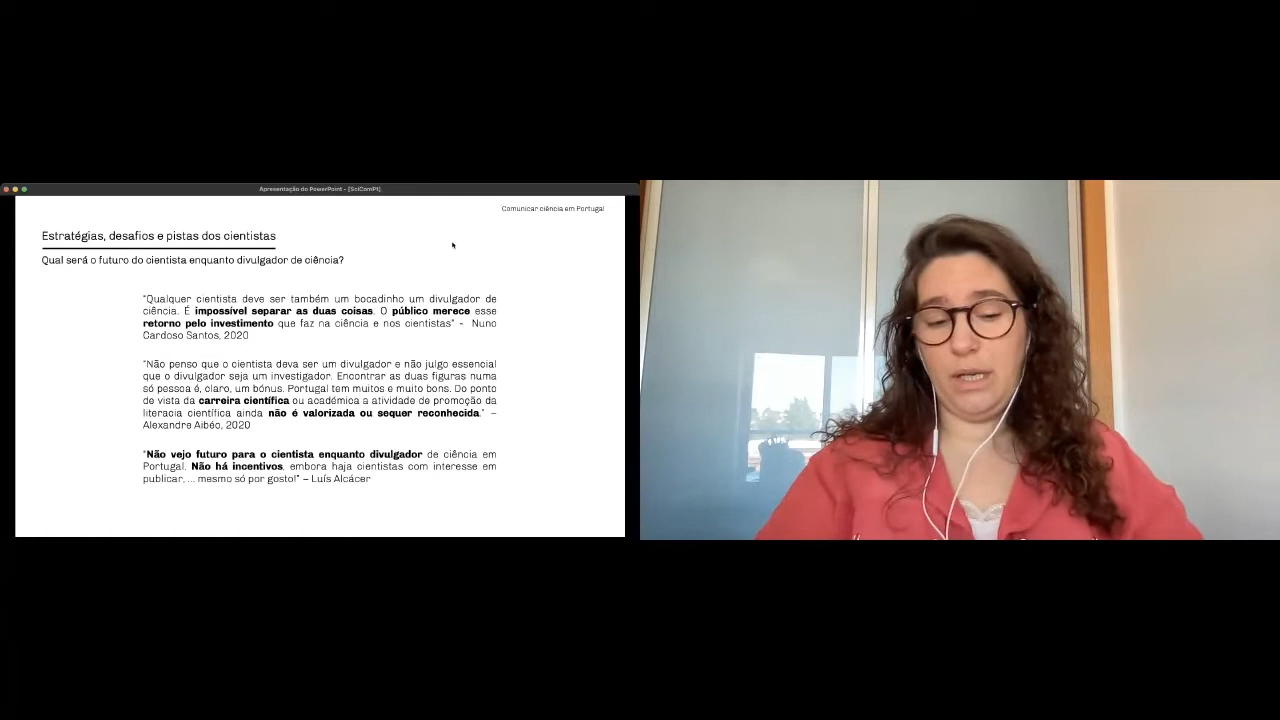 Apresentação do PowerPoint - [SciComPt]
Comunicar ciência em Portugal
Estratégias, desafios e pistas dos cientistas
Qual será o futuro do cientista enquanto divulgador de ciência?
“Qualquer cientista deve ser também um bocadinho um divulgador de
ciência. É impossível separar as duas coisas. O público merece esse
retorno pelo investimento que faz na ciência e nos cientistas” - Nuno
Cardoso Santos, 2020
“Não penso que o cientista deva ser um divulgador e não julgo essencial
que o divulgador seja um investigador. Encontrar as duas figuras numa
só pessoa é, claro, um bónus. Portugal tem muitos e muito bons. Do ponto
de vista da carreira científica ou académica a atividade de promoção da
literacia científica ainda não é valorizada ou sequer reconhecida.” –
Alexandre Aibéo, 2020
“Não vejo futuro para o cientista enquanto divulgador de ciência em
Portugal. Não há incentivos, embora haja cientistas com interesse em
publicar, ... mesmo só por gosto!” – Luís Alcácer